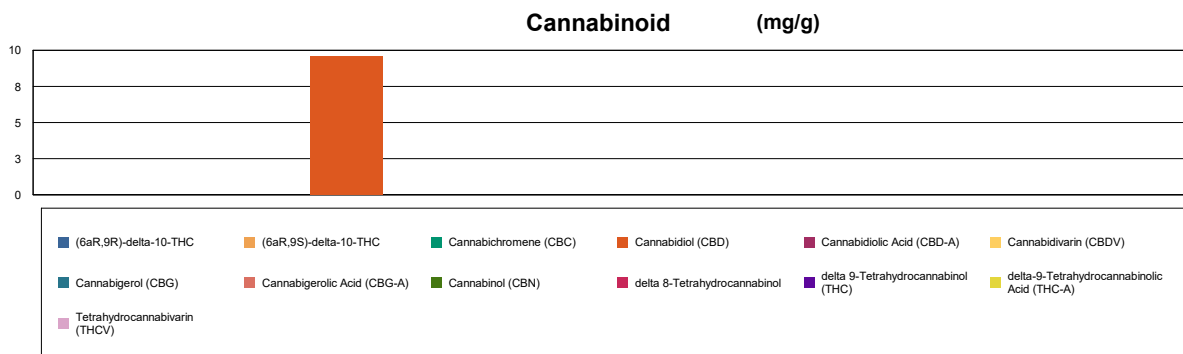 Cannabinoid (mg/g)
10
8
5
3
0
(6aR,9R)-delta-10-THC
(6aR,9S)-delta-10-THC
Cannabichromene (CBC)
Cannabidiol (CBD)
Cannabidiolic Acid (CBD-A)
Cannabidivarin (CBDV)
Cannabigerol (CBG)
Cannabigerolic Acid (CBG-A)
Cannabinol (CBN)
delta 8-Tetrahydrocannabinol
delta 9-Tetrahydrocannabinol
(THC)
delta-9-Tetrahydrocannabinolic
Acid (THC-A)
Tetrahydrocannabivarin
(THCV)